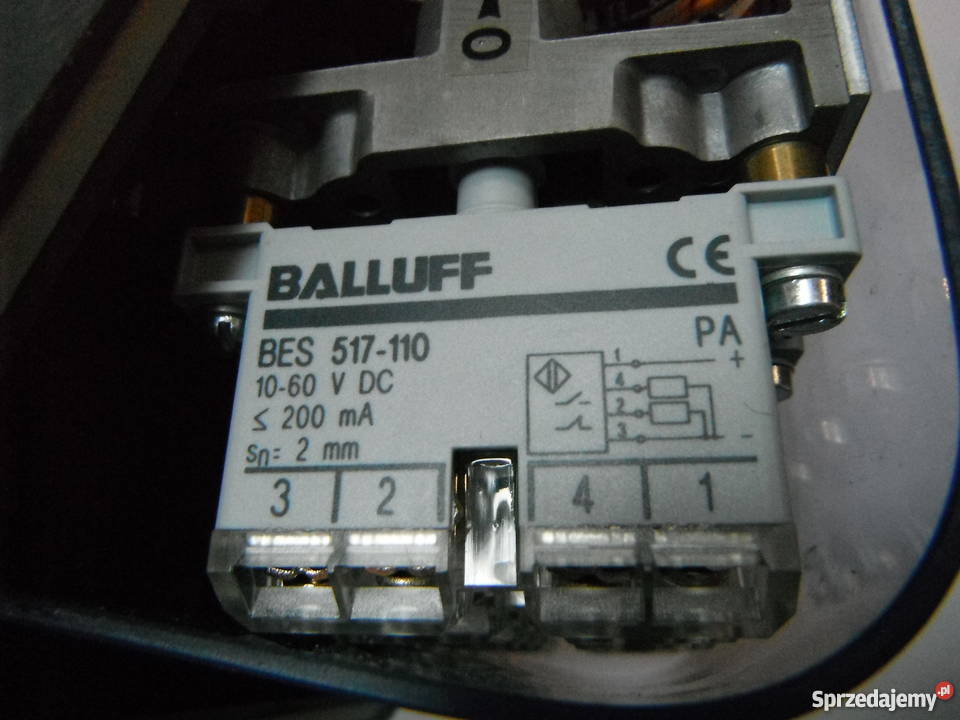 O
BALLUFF CE
BES 517-110
10-60 V DC
≤ 200 mA
sn= 2 mm
PA
1 +
4
2
3 -
3 2 4 1
Sprzedajemy.pl